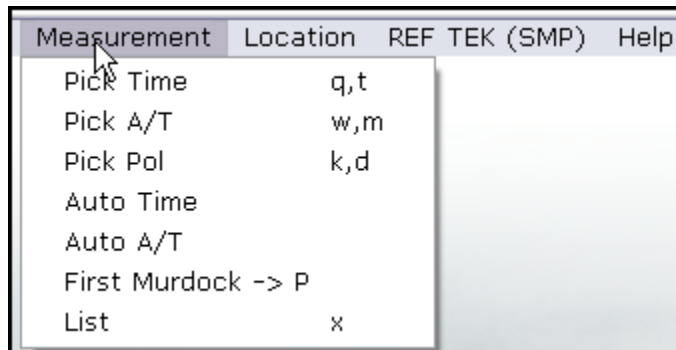 Measurement Location REF TEK (SMP) Help
Pick Time q,t
Pick A/T w,m
Pick Pol k,d
Auto Time
Auto A/T
First Murdock -> P
List x